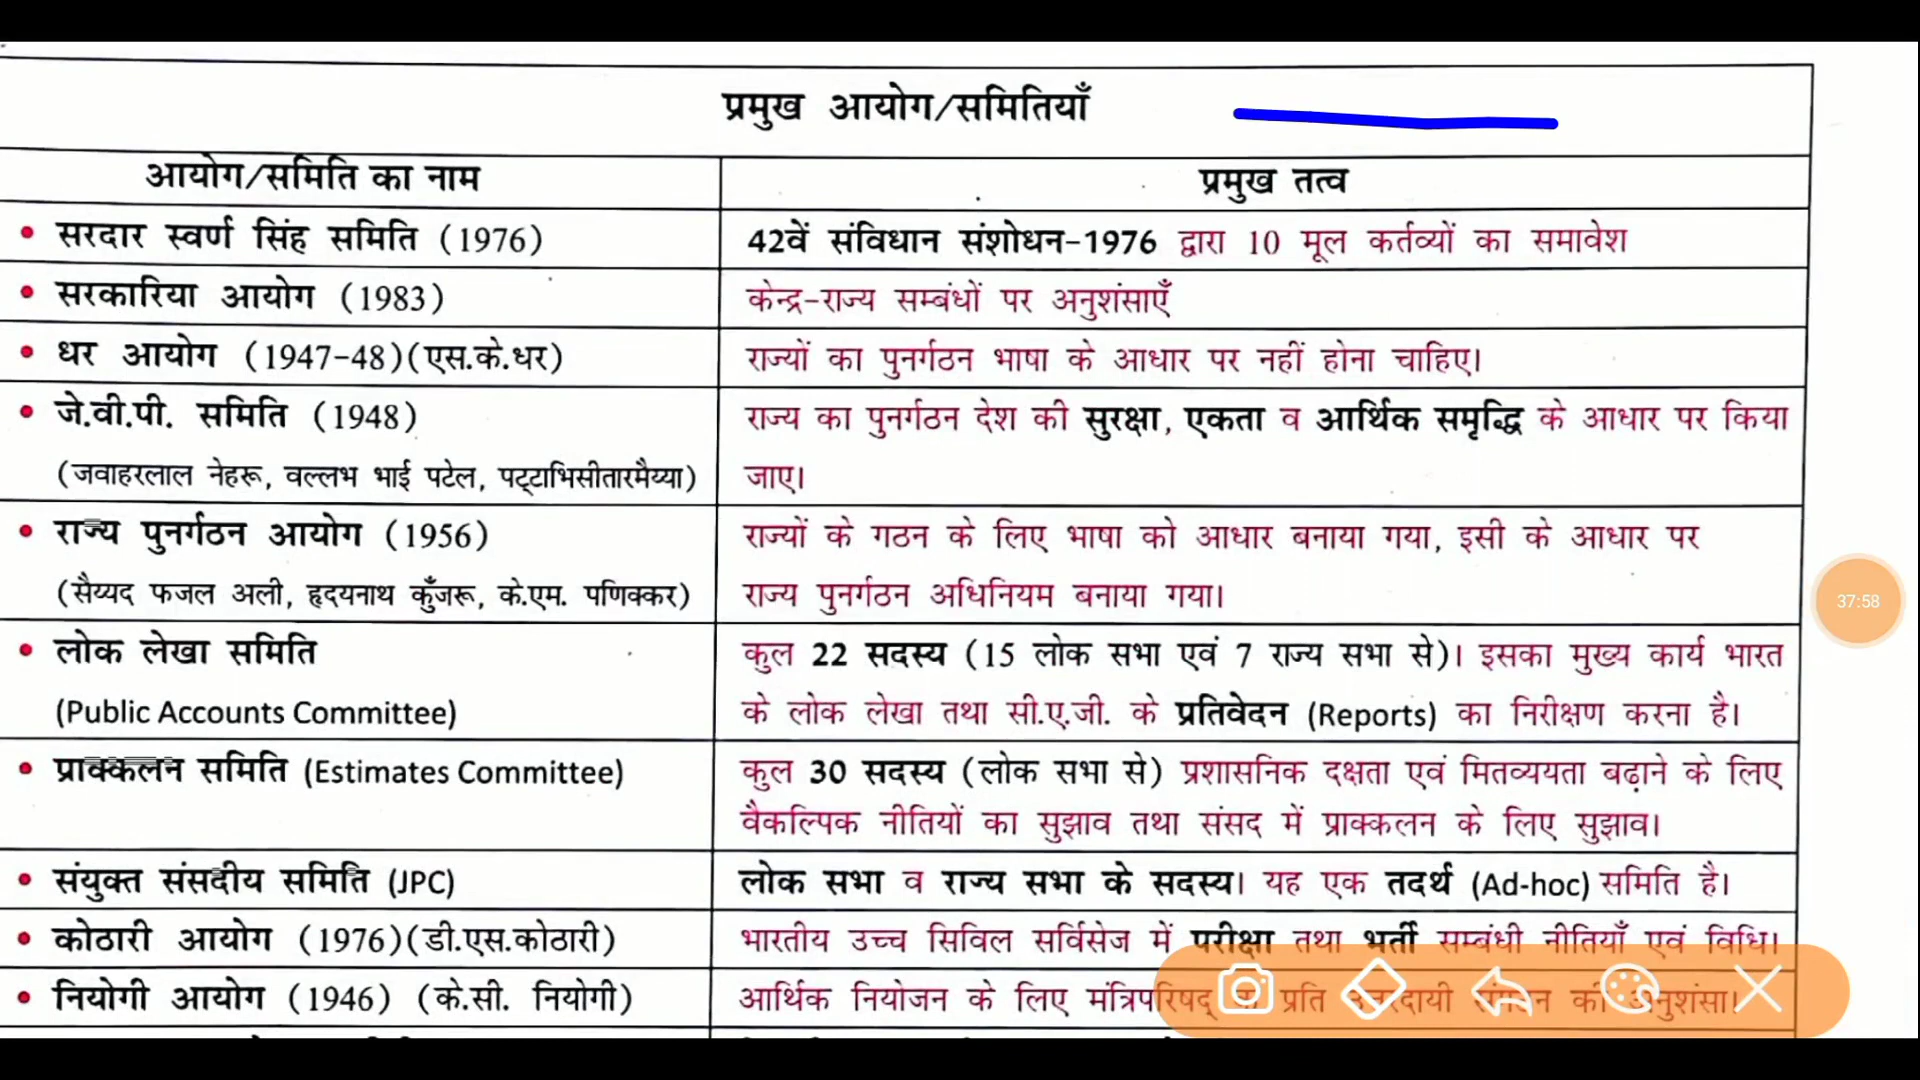 प्रमुख आयोग/समितियाँ
आयोग/समिति का नाम
प्रमुख तत्व
• सरदार स्वर्ण सिंह समिति (1976)
42वें संविधान संशोधन-1976 द्वारा 10 मूल कर्तव्यों का समावेश
• सरकारिया आयोग (1983)
केन्द्र-राज्य सम्बंधों पर अनुशंसाएँ
• धर आयोग (1947-48)(एस.के.धर)
राज्यों का पुनर्गठन भाषा के आधार पर नहीं होना चाहिए।
• जे.वी.पी. समिति (1948)
(जवाहरलाल नेहरू, वल्लभ भाई पटेल, पट्टाभिसीतारमैय्या)
राज्य का पुनर्गठन देश की सुरक्षा, एकता व आर्थिक समृद्धि के आधार पर किया
जाए।
• राज्य पुनर्गठन आयोग (1956)
(सैय्यद फजल अली, हृदयनाथ कुँजरू, के.एम. पणिक्कर)
राज्यों के गठन के लिए भाषा को आधार बनाया गया, इसी के आधार पर
राज्य पुनर्गठन अधिनियम बनाया गया।
• लोक लेखा समिति
(Public Accounts Committee)
कुल 22 सदस्य (15 लोक सभा एवं 7 राज्य सभा से)। इसका मुख्य कार्य भारत
के लोक लेखा तथा सी.ए.जी. के प्रतिवेदन (Reports) का निरीक्षण करना है।
• प्राक्कलन समिति (Estimates Committee)
कुल 30 सदस्य (लोक सभा से) प्रशासनिक दक्षता एवं मितव्ययता बढ़ाने के लिए
वैकल्पिक नीतियों का सुझाव तथा संसद में प्राक्कलन के लिए सुझाव।
• संयुक्त संसदीय समिति (JPC)
लोक सभा व राज्य सभा के सदस्य। यह एक तदर्थ (Ad-hoc) समिति है।
• कोठारी आयोग (1976)(डी.एस.कोठारी)
भारतीय उच्च सिविल सर्विसेज में परीक्षा तथा भर्ती सम्बंधी नीतियाँ एवं विधि।
• नियोगी आयोग (1946) (के.सी. नियोगी)
आर्थिक नियोजन के लिए मंत्रिपरिषद् प्रति की अनुशंसा।
37:58